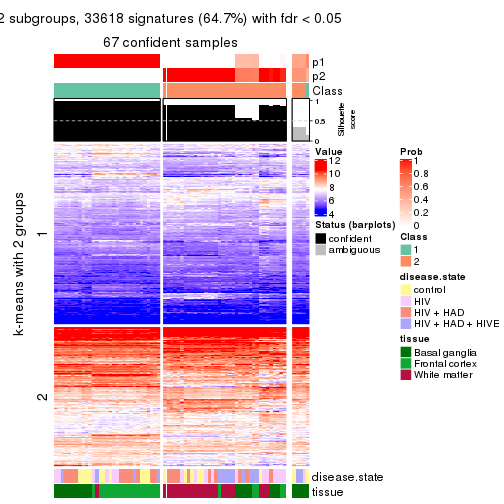 2 subgroups, 33618 signatures (64.7%) with fdr < 0.05
67 confident samples
p1
p2
Class
1
0.5
0
Silhouette
score
k-means with 2 groups
1
2
disease.state
tissue
Value
12
10
8
6
4
Status (barplots)
confident
ambiguous
Prob
1
0.8
0.6
0.4
0.2
0
Class
1
2
disease.state
control
HIV
HIV + HAD
HIV + HAD + HIVE
tissue
Basal ganglia
Frontal cortex
White matter